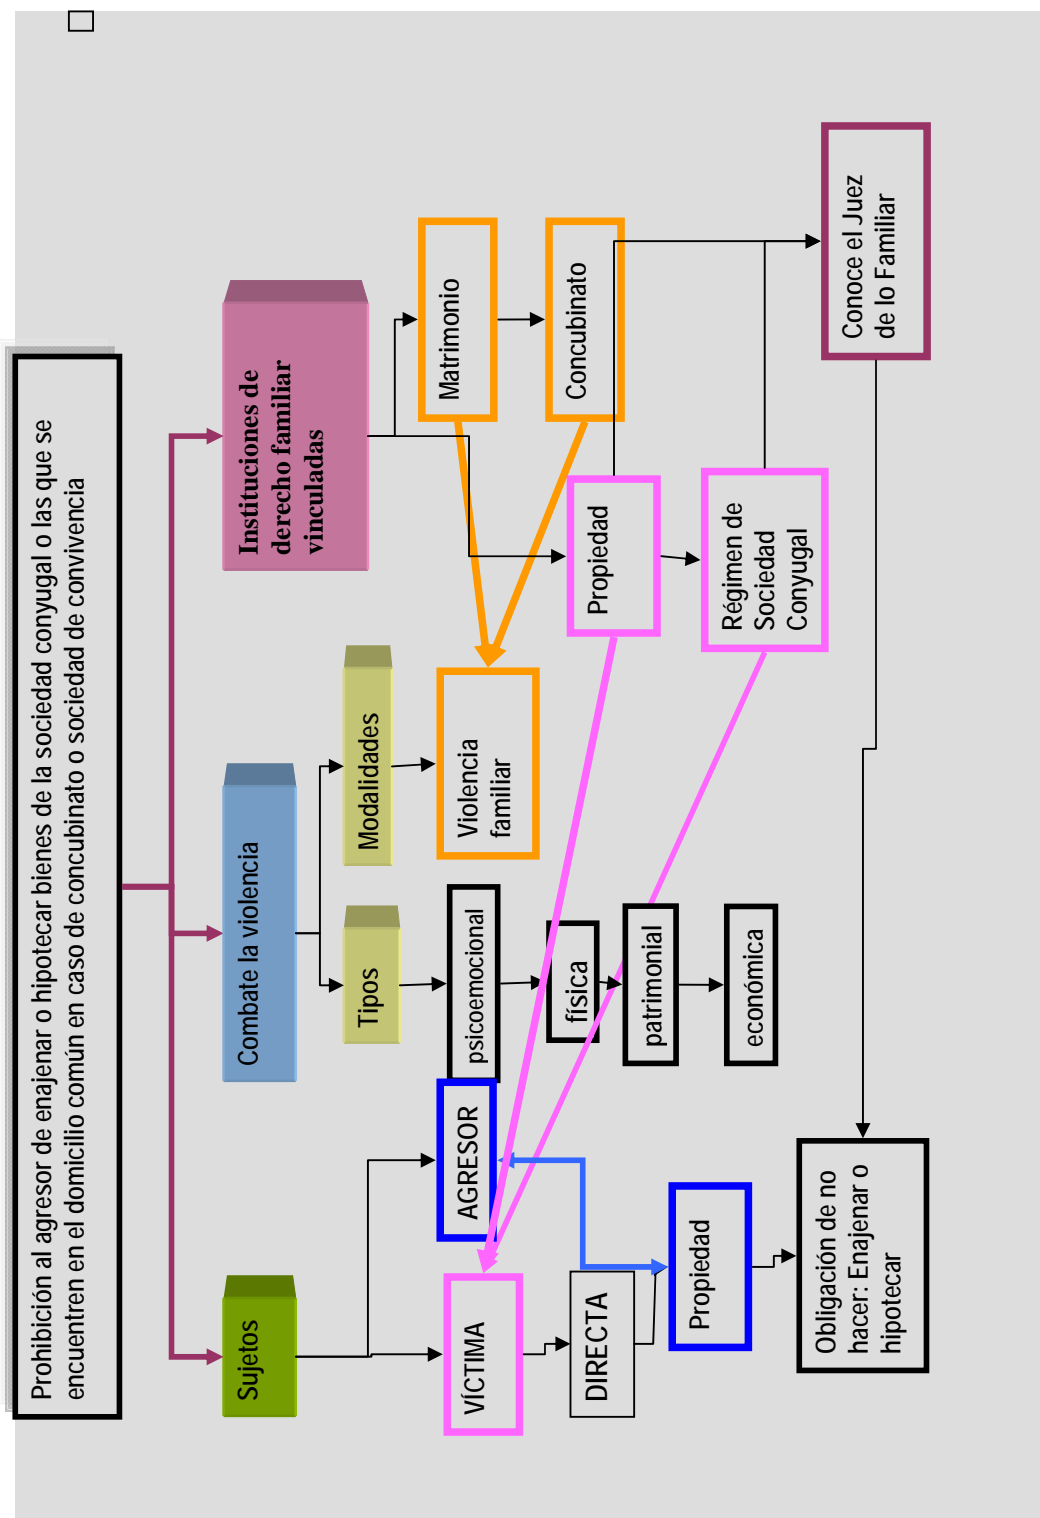 Prohibición al agresor de enajenar o hipotecar bienes de la sociedad conyugal o las que se
encuentren en el domicilio común en caso de concubinato o sociedad de convivencia
Sujetos
Combate la violencia
Instituciones de
derecho familiar
vinculadas
Tipos
Modalidades
VÍCTIMA
AGRESOR
psicoemocional
Violencia
familiar
Matrimonio
DIRECTA
física
Concubinato
Propiedad
patrimonial
Propiedad
económica
Régimen de
Sociedad
Conyugal
Obligación de no
hacer: Enajenar o
hipotecar
Conoce el Juez
de lo Familiar